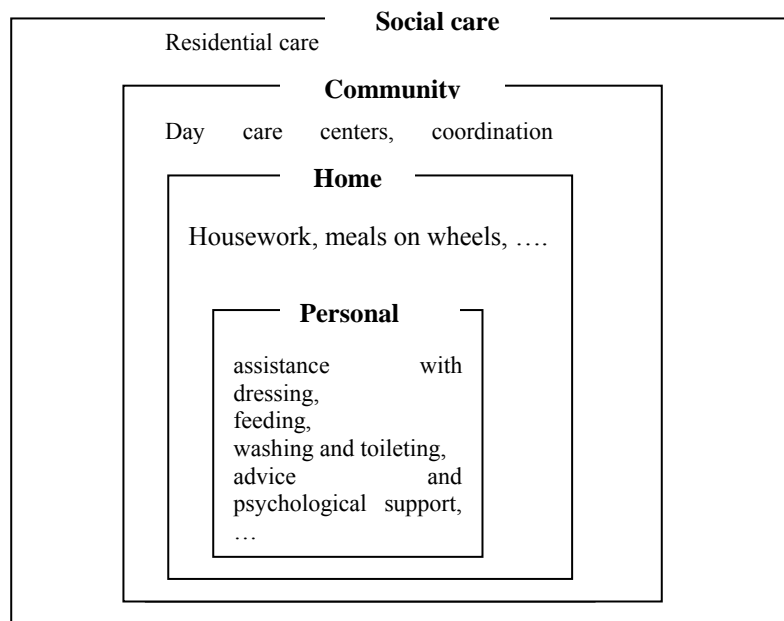 Social care
Residential care
Community
Day care centers, coordination
Home
Housework, meals on wheels, ….
Personal
assistance with
dressing,
feeding,
washing and toileting,
advice and
psychological support,
…